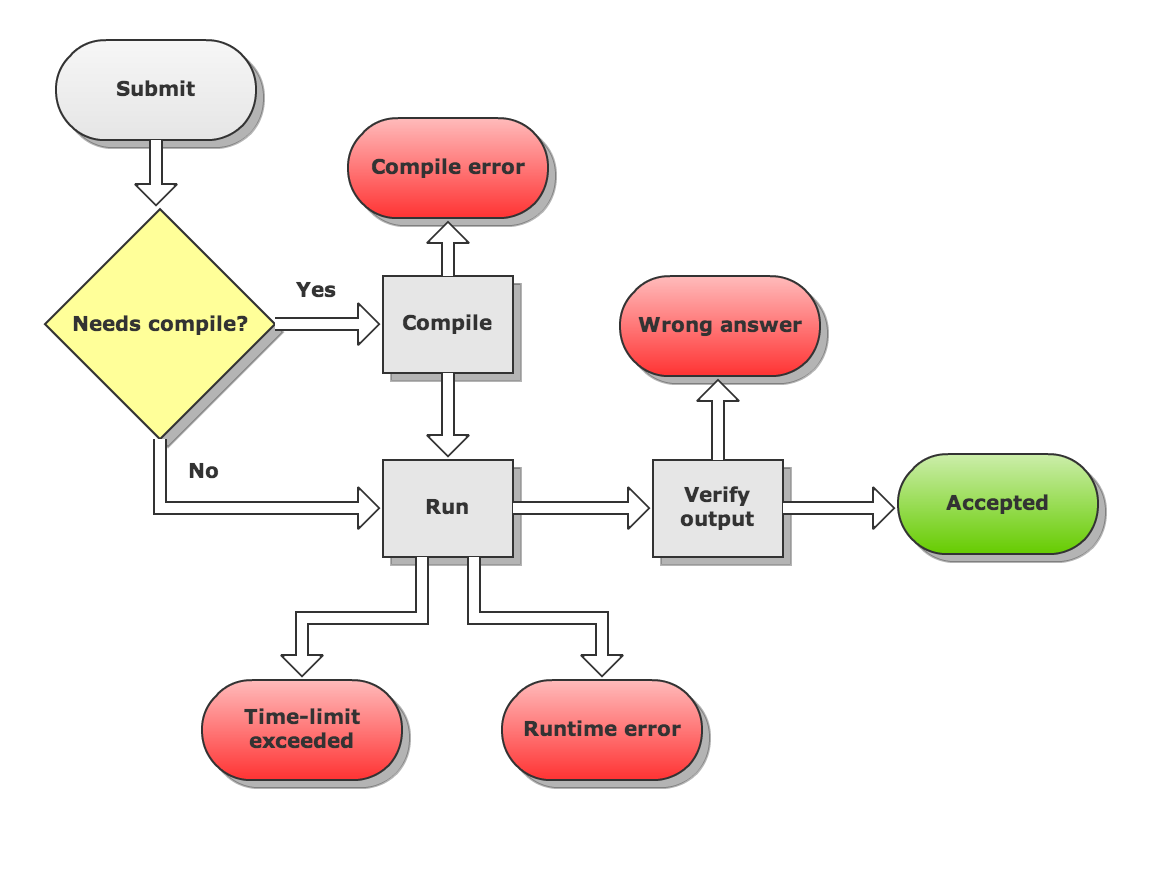 Submit
Compile error
Yes
Needs compile?
Compile
Wrong answer
No
Run
Verify
output
Accepted
Time-limit
exceeded
Runtime error